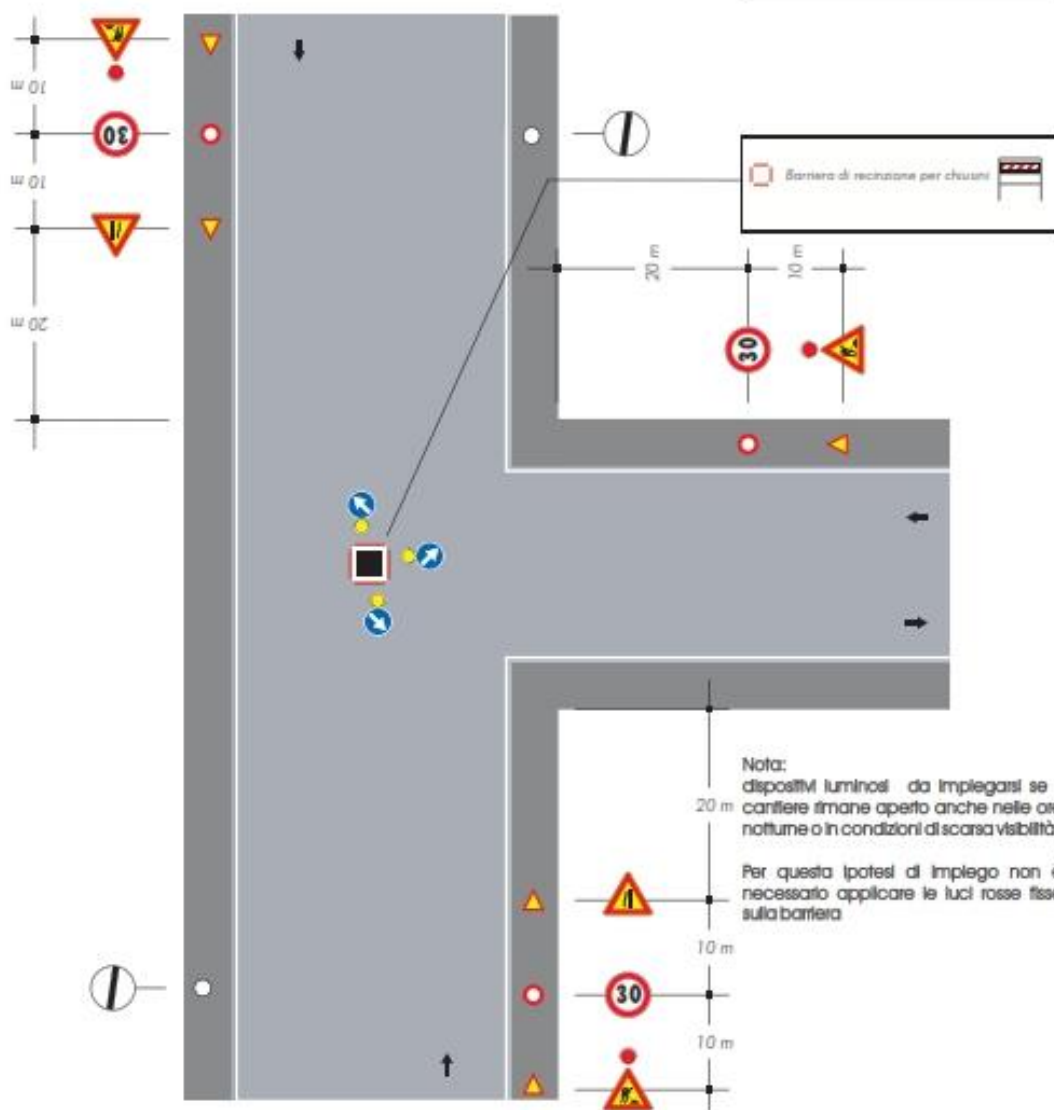 10 m
30
10 m
20 m
Barriera di recinzione per chiusini
20 m
10 m
30
Nota:
dispositivi luminosi da impiegarsi se
cantiere rimane aperto anche nelle ore
notturne o in condizioni di scarsa visibilità
Per questa ipotesi di impiego non è
necessario applicare le luci rosse fisse
sulla barriera
20 m
10 m
30
10 m